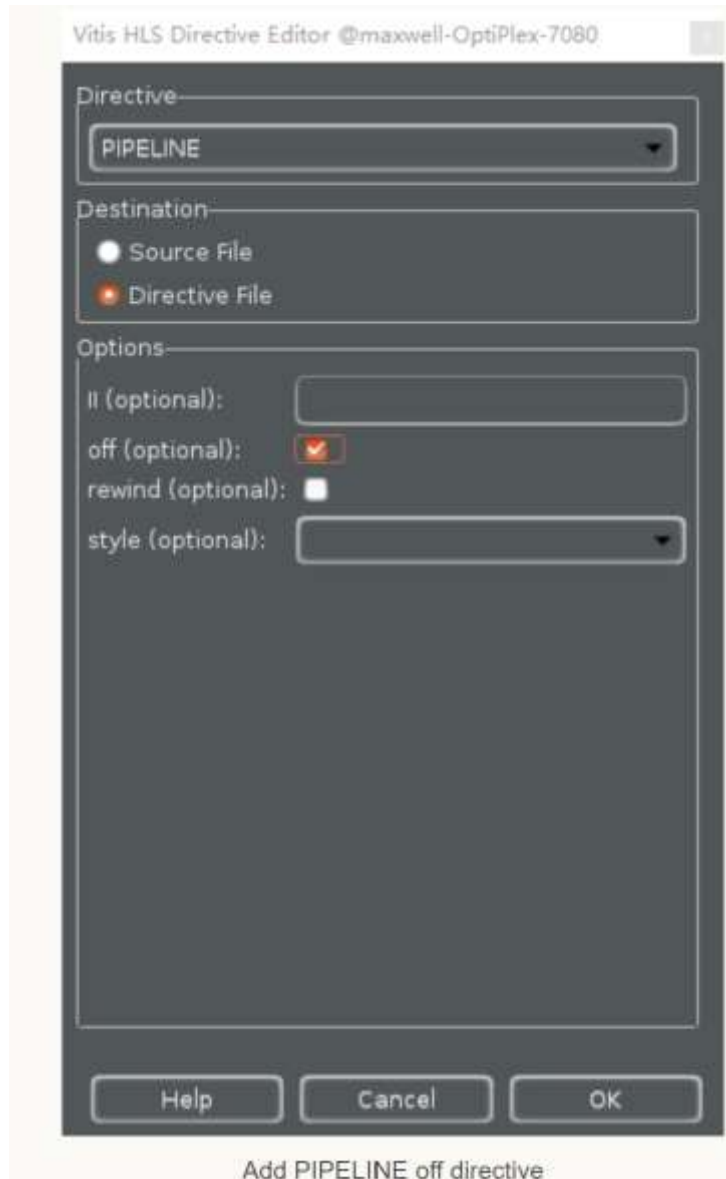 Vitis HLS Directive Editor @maxwell-OptiPlex-7080
Directive
PIPELINE
Destination
Source File
Directive File
Options
II (optional):
off (optional):
rewind (optional):
style (optional):
Help Cancel OK
Add PIPELINE off directive